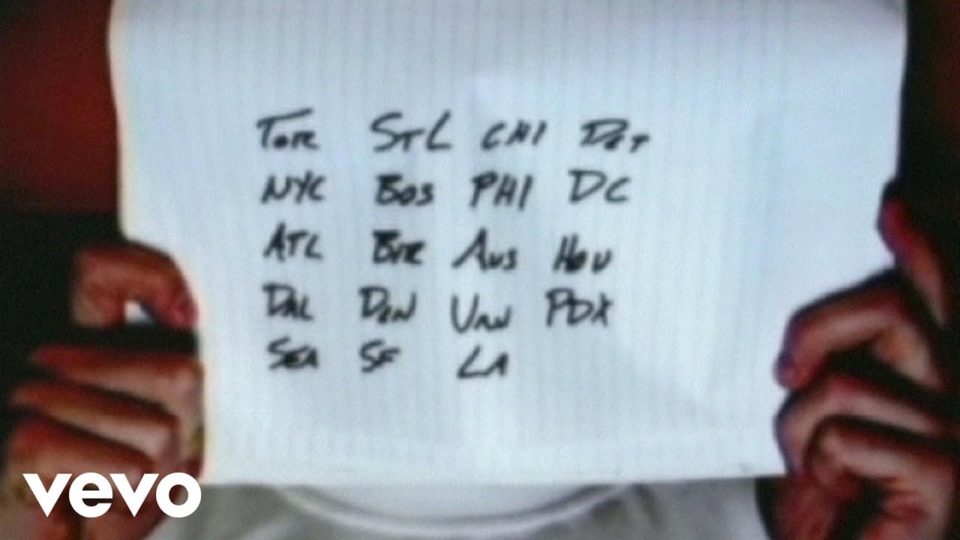 TOR STL CHI DET
NYC BOS PHI DC
ATL BIR AUS HOU
DAL DEN VAN PDX
SEA SF LA
vevo